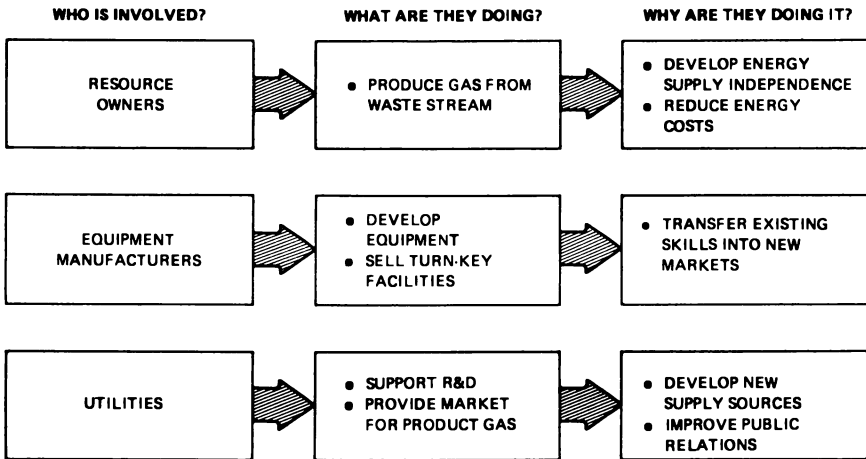 WHO IS INVOLVED?
WHAT ARE THEY DOING?
WHY ARE THEY DOING IT?
RESOURCE
OWNERS
• PRODUCE GAS FROM
WASTE STREAM
• DEVELOP ENERGY
SUPPLY INDEPENDENCE
• REDUCE ENERGY
COSTS
EQUIPMENT
MANUFACTURERS
• DEVELOP
EQUIPMENT
• SELL TURN-KEY
FACILITIES
• TRANSFER EXISTING
SKILLS INTO NEW
MARKETS
UTILITIES
• SUPPORT R&D
• PROVIDE MARKET
FOR PRODUCT GAS
• DEVELOP NEW
SUPPLY SOURCES
• IMPROVE PUBLIC
RELATIONS